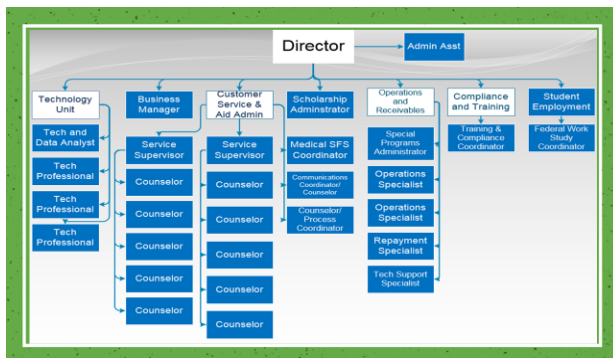 Director
Admin Asst
Technology
Unit
Business
Manager
Customer
Service &
Aid Admin
Scholarship
Adminstrator
Operations
and
Receivables
Compliance
and Training
Student
Employment
Tech and
Data Analyst
Tech
Professional
Tech
Professional
Tech
Professional
Service
Supervisor
Counselor
Counselor
Counselor
Counselor
Counselor
Service
Supervisor
Counselor
Counselor
Counselor
Counselor
Counselor
Medical SFS
Coordinator
Communications
Coordinator/
Counselor
Counselor/
Process
Coordinator
Special
Programs
Administrator
Operations
Specialist
Operations
Specialist
Repayment
Specialist
Tech Support
Specialist
Training &
Compliance
Coordinator
Federal Work
Study
Coordinator